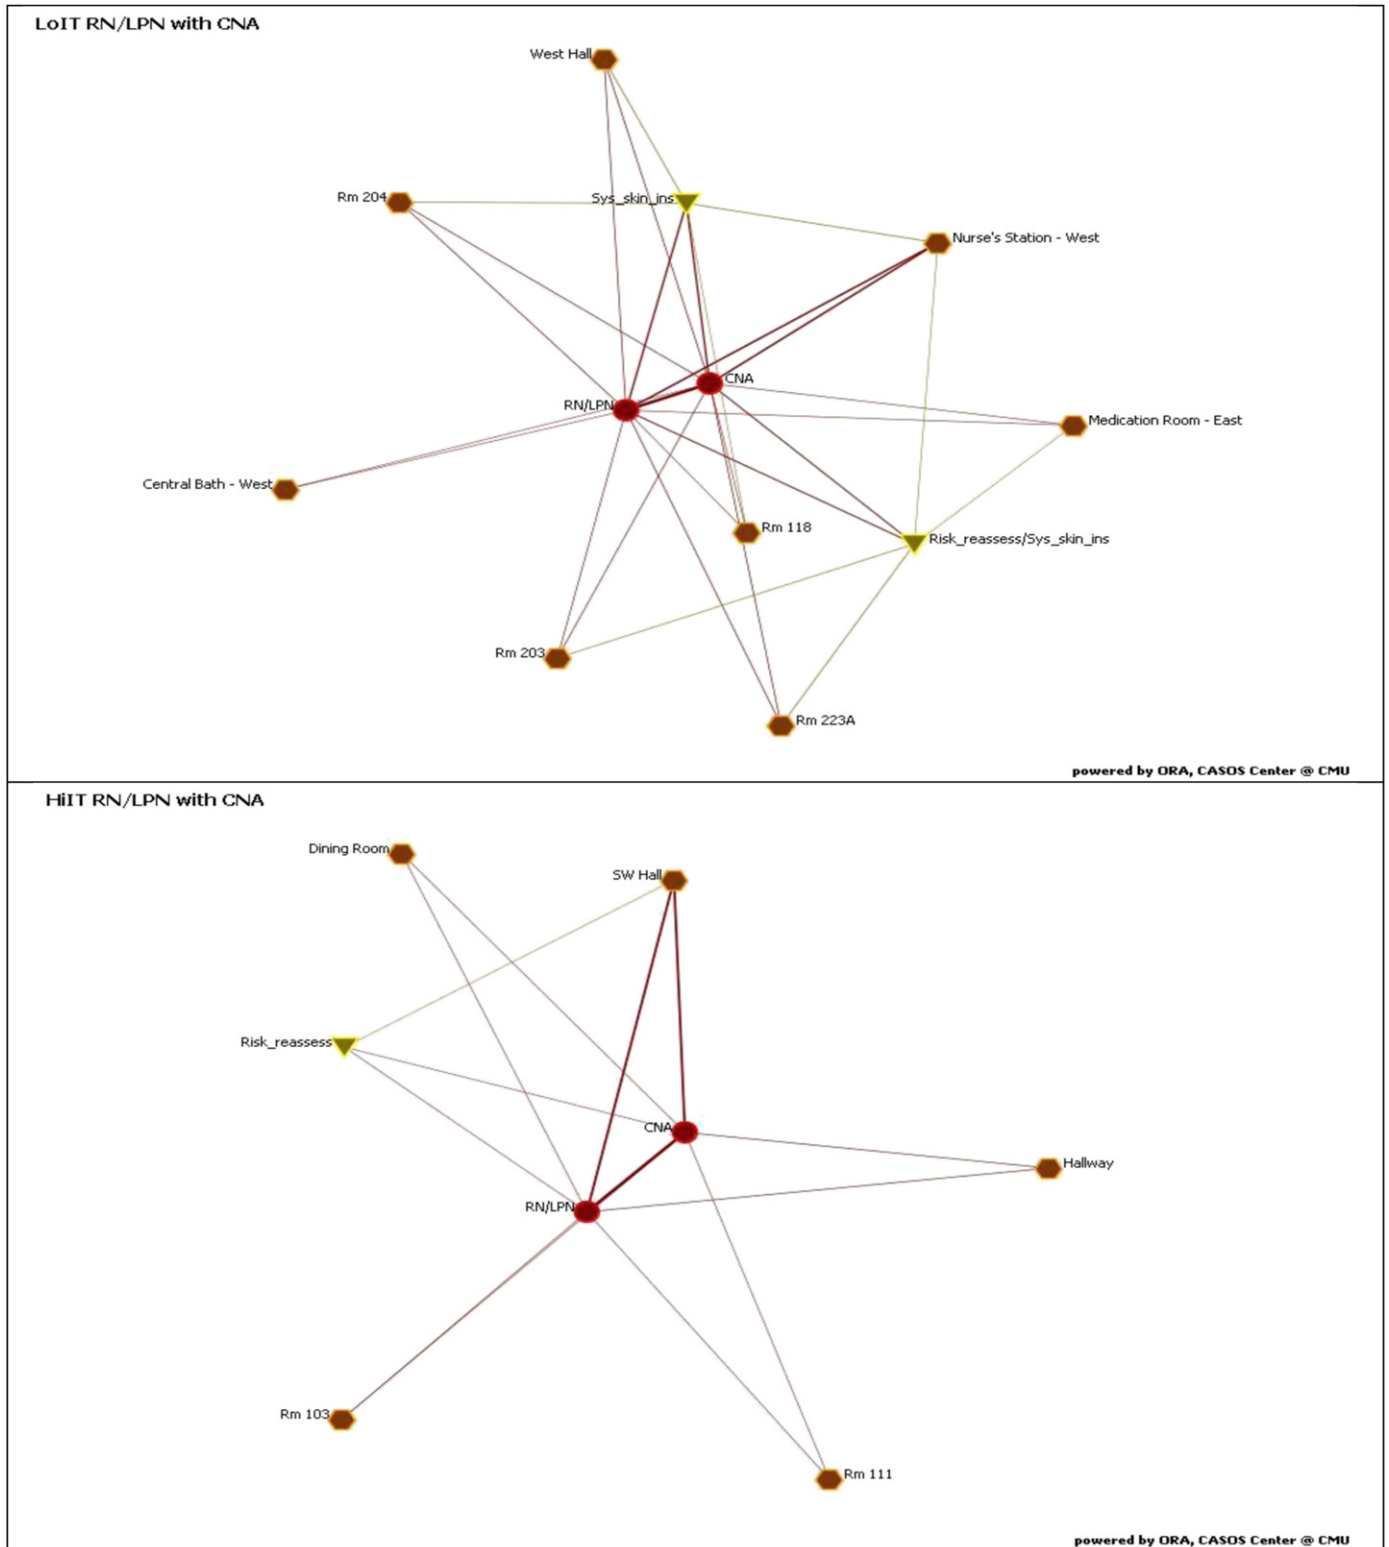 LoIT RN/LPN with CNA
West Hall
Rm 204
Sys_skin_ins
Nurse's Station - West
CNA
RN/LPN
Medication Room - East
Central Bath - West
Rm 118
Risk_reassess/Sys_skin_ins
Rm 203
Rm 223A
powered by ORA, CASOS Center @ CMU
HiIT RN/LPN with CNA
Dining Room
SW Hall
Risk_reassess
CNA
Hallway
RN/LPN
Rm 103
Rm 111
powered by ORA, CASOS Center @ CMU